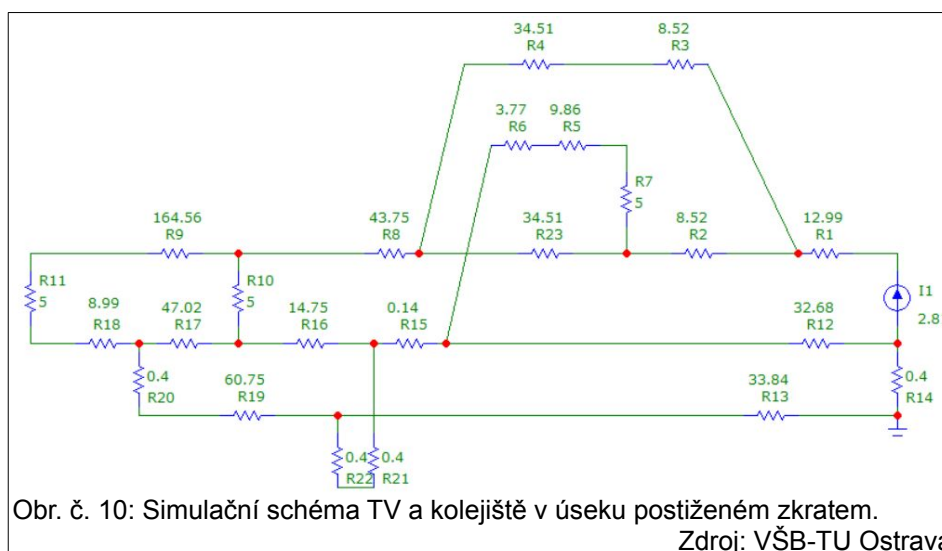 34.51
R4
8.52
R3
3.77
R6
9.86
R5
R7
5
164.56
R9
43.75
R8
34.51
R23
8.52
R2
12.99
R1
R11
5
R10
5
I1
2.8
8.99
R18
47.02
R17
14.75
R16
0.14
R15
32.68
R12
0.4
R20
60.75
R19
33.84
R13
0.4
R14
0.4
R22
0.4
R21
Obr. č. 10: Simulační schéma TV a kolejiště v úseku postiženém zkratem.
Zdroj: VŠB-TU Ostrava